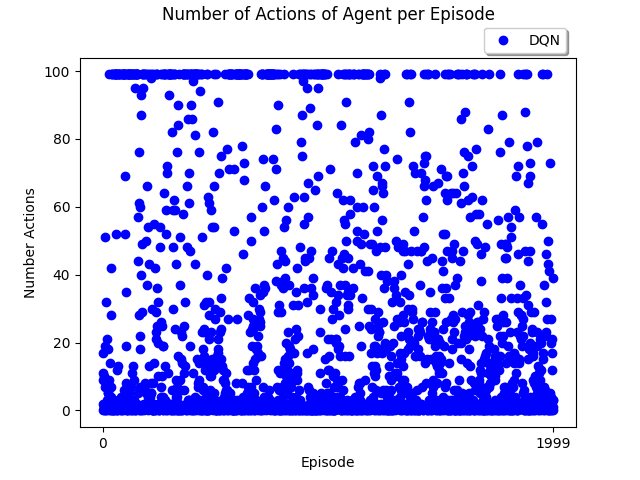 Number of Actions of Agent per Episode
DQN
100
80
60
40
20
0
Number Actions
0
1999
Episode